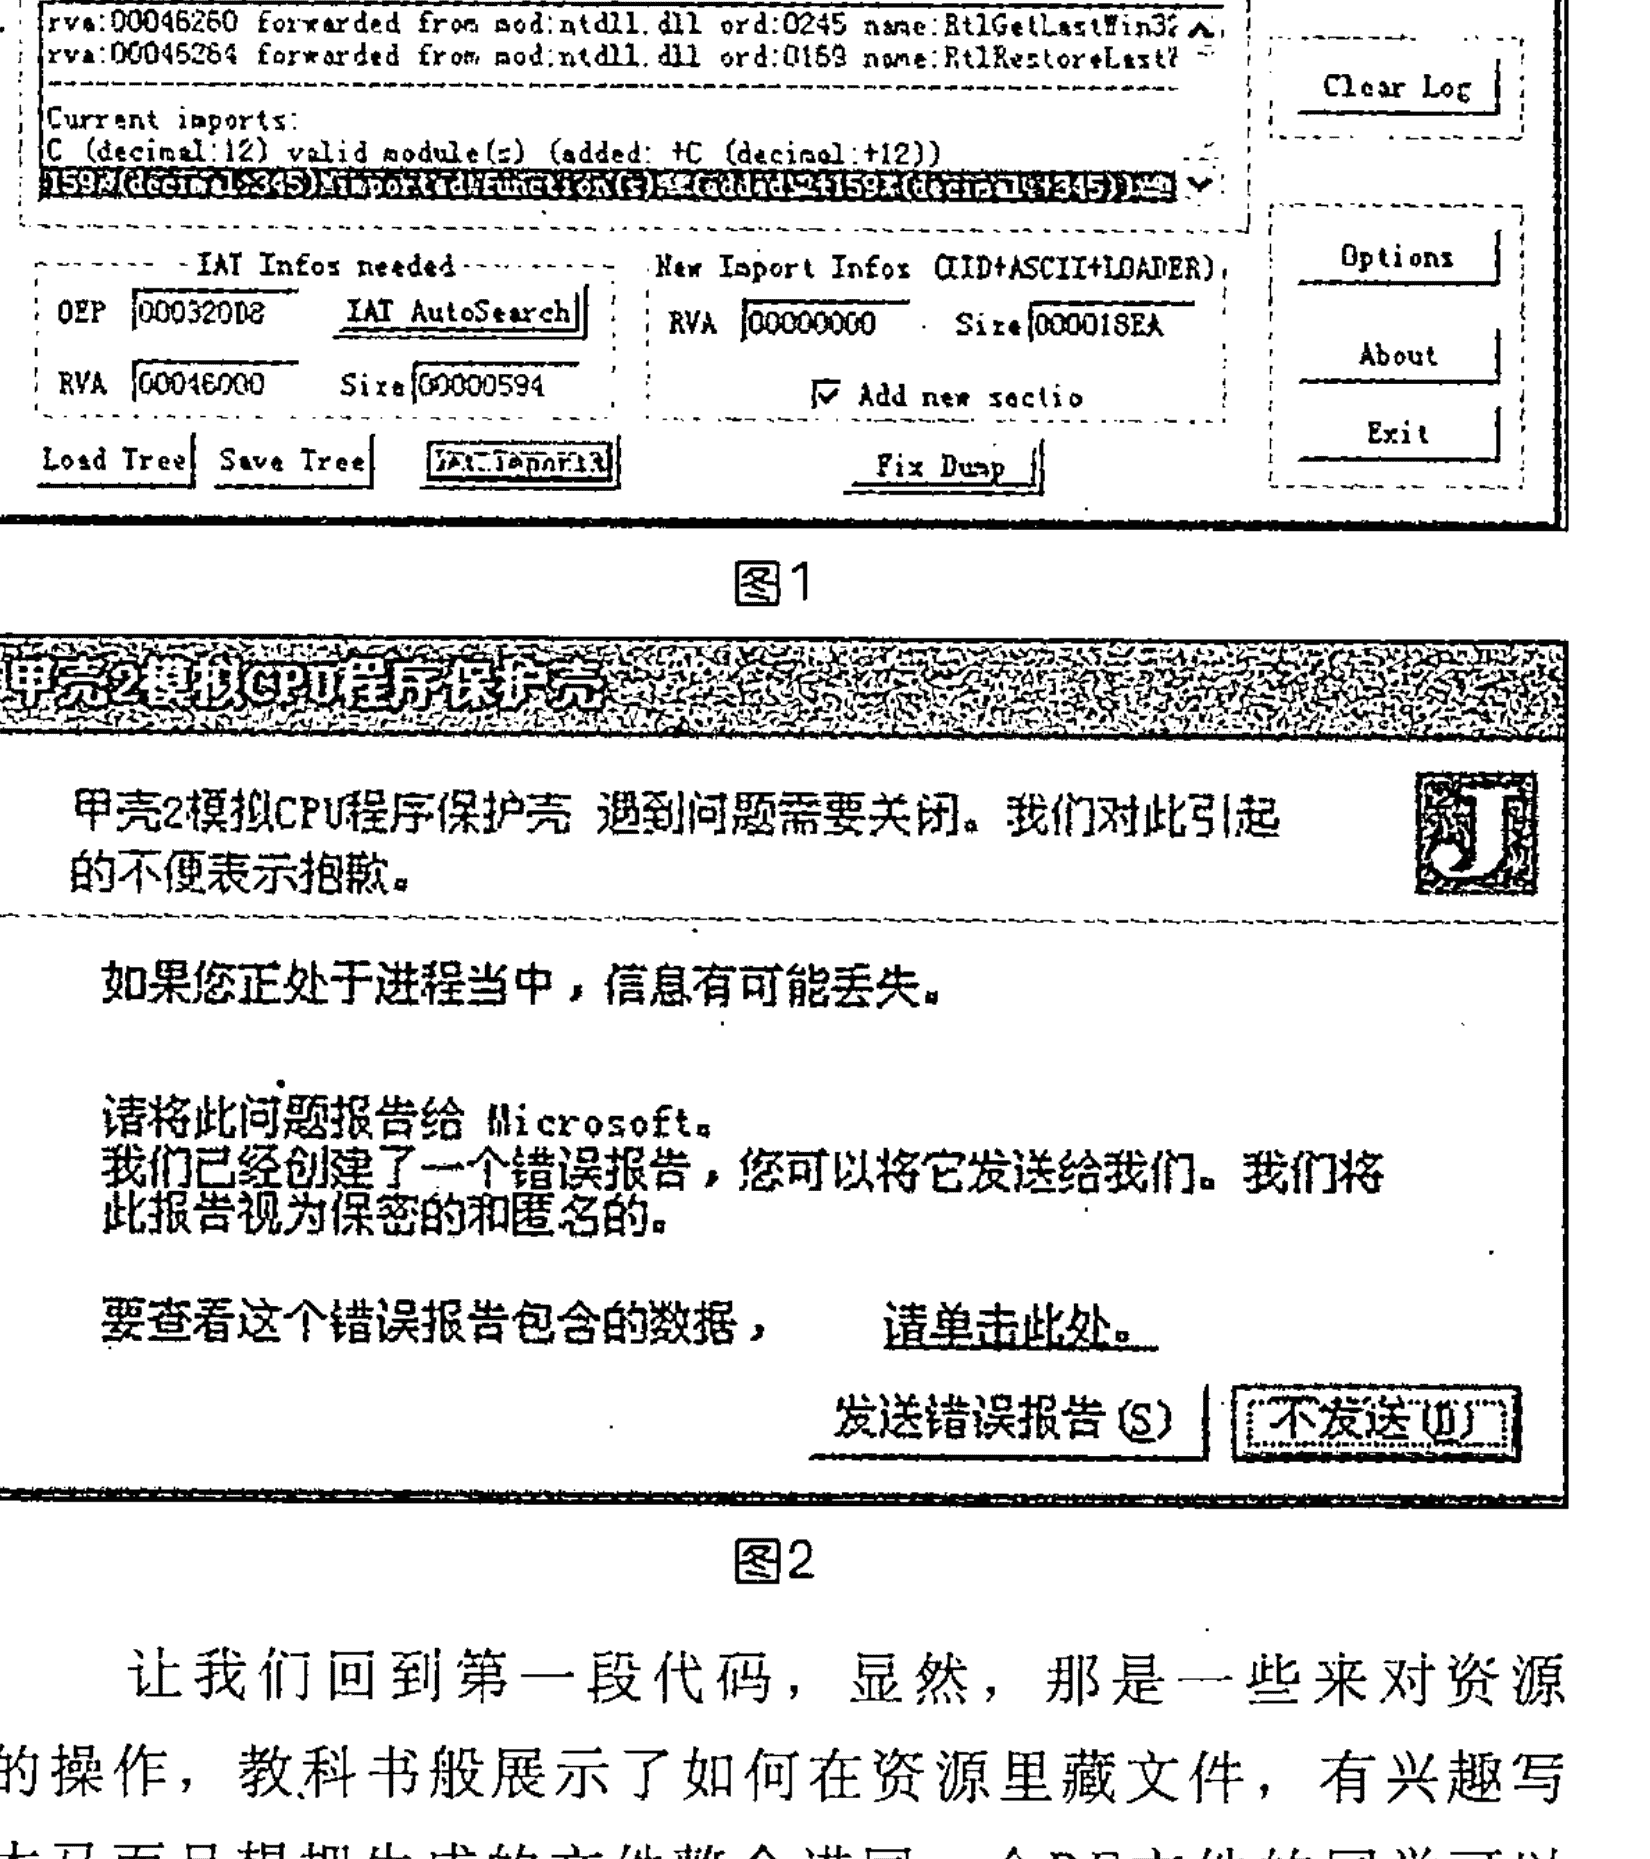 rva:00046260 forwarded from mod:ntdll.dll ord:0245 name:RtlGetLastWin32
rva:00046264 forwarded from mod:ntdll.dll ord:0159 name:RtlRestoreLast
Clear Log
Current imports:
C (decimal:12) valid module(s) (added: +C (decimal:+12))
159 (decimal:345) imported function(s). (added: +159 (decimal:+345))
IAT Infos needed
New Import Infos (IID+ASCII+LOADER)
Options
OEP 000320D8 IAT AutoSearch
RVA 00000000 Size 000018EA
About
RVA 00046000 Size 00000594
Add new sectio
Exit
Load Tree Save Tree Get Imports Fix Dump
图1
甲壳2模拟CPU程序保护壳
甲壳2模拟CPU程序保护壳 遇到问题需要关闭。我们对此引起
的不便表示抱歉。
J
如果您正处于进程当中，信息有可能丢失。
请将此问题报告给 Microsoft。
我们已经创建了一个错误报告，您可以将它发送给我们。我们将
此报告视为保密的和匿名的。
要查看这个错误报告包含的数据， 请单击此处。
发送错误报告(S) 不发送(D)
图2
让我们回到第一段代码，显然，那是一些来对资源
的操作，教科书般展示了如何在资源里藏文件，有兴趣写